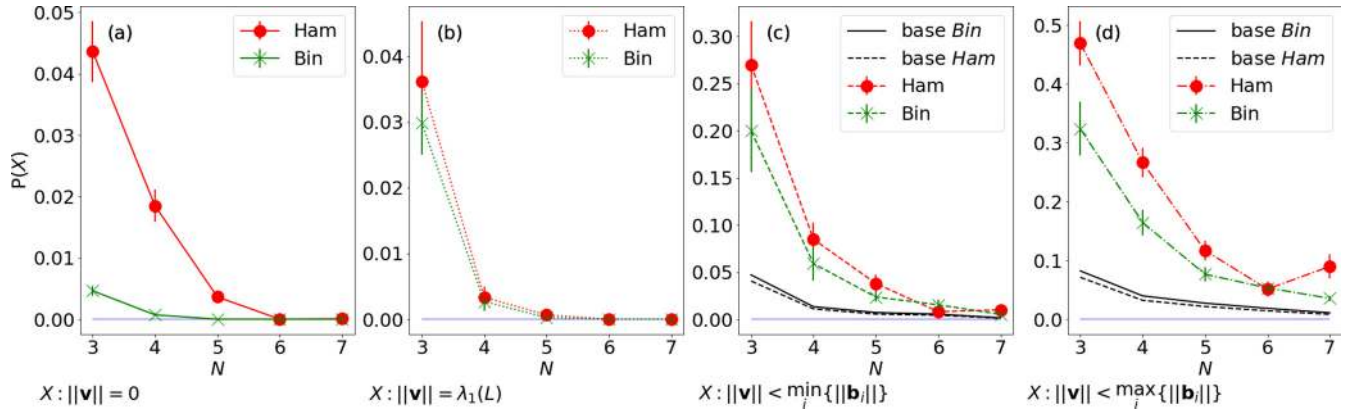 (a)
Ham
Bin
P(X)
0.05
0.04
0.03
0.02
0.01
0.00
3 4 5 6 7
N
X : ||v|| = 0
(b)
Ham
Bin
0.04
0.03
0.02
0.01
0.00
3 4 5 6 7
N
X : ||v|| = λ₁(L)
(c)
base Bin
base Ham
Ham
Bin
0.30
0.25
0.20
0.15
0.10
0.05
0.00
3 4 5 6 7
N
X : ||v|| < min{||bᵢ||}
i
(d)
base Bin
base Ham
Ham
Bin
0.5
0.4
0.3
0.2
0.1
0.0
3 4 5 6 7
N
X : ||v|| < max{||bᵢ||}
i